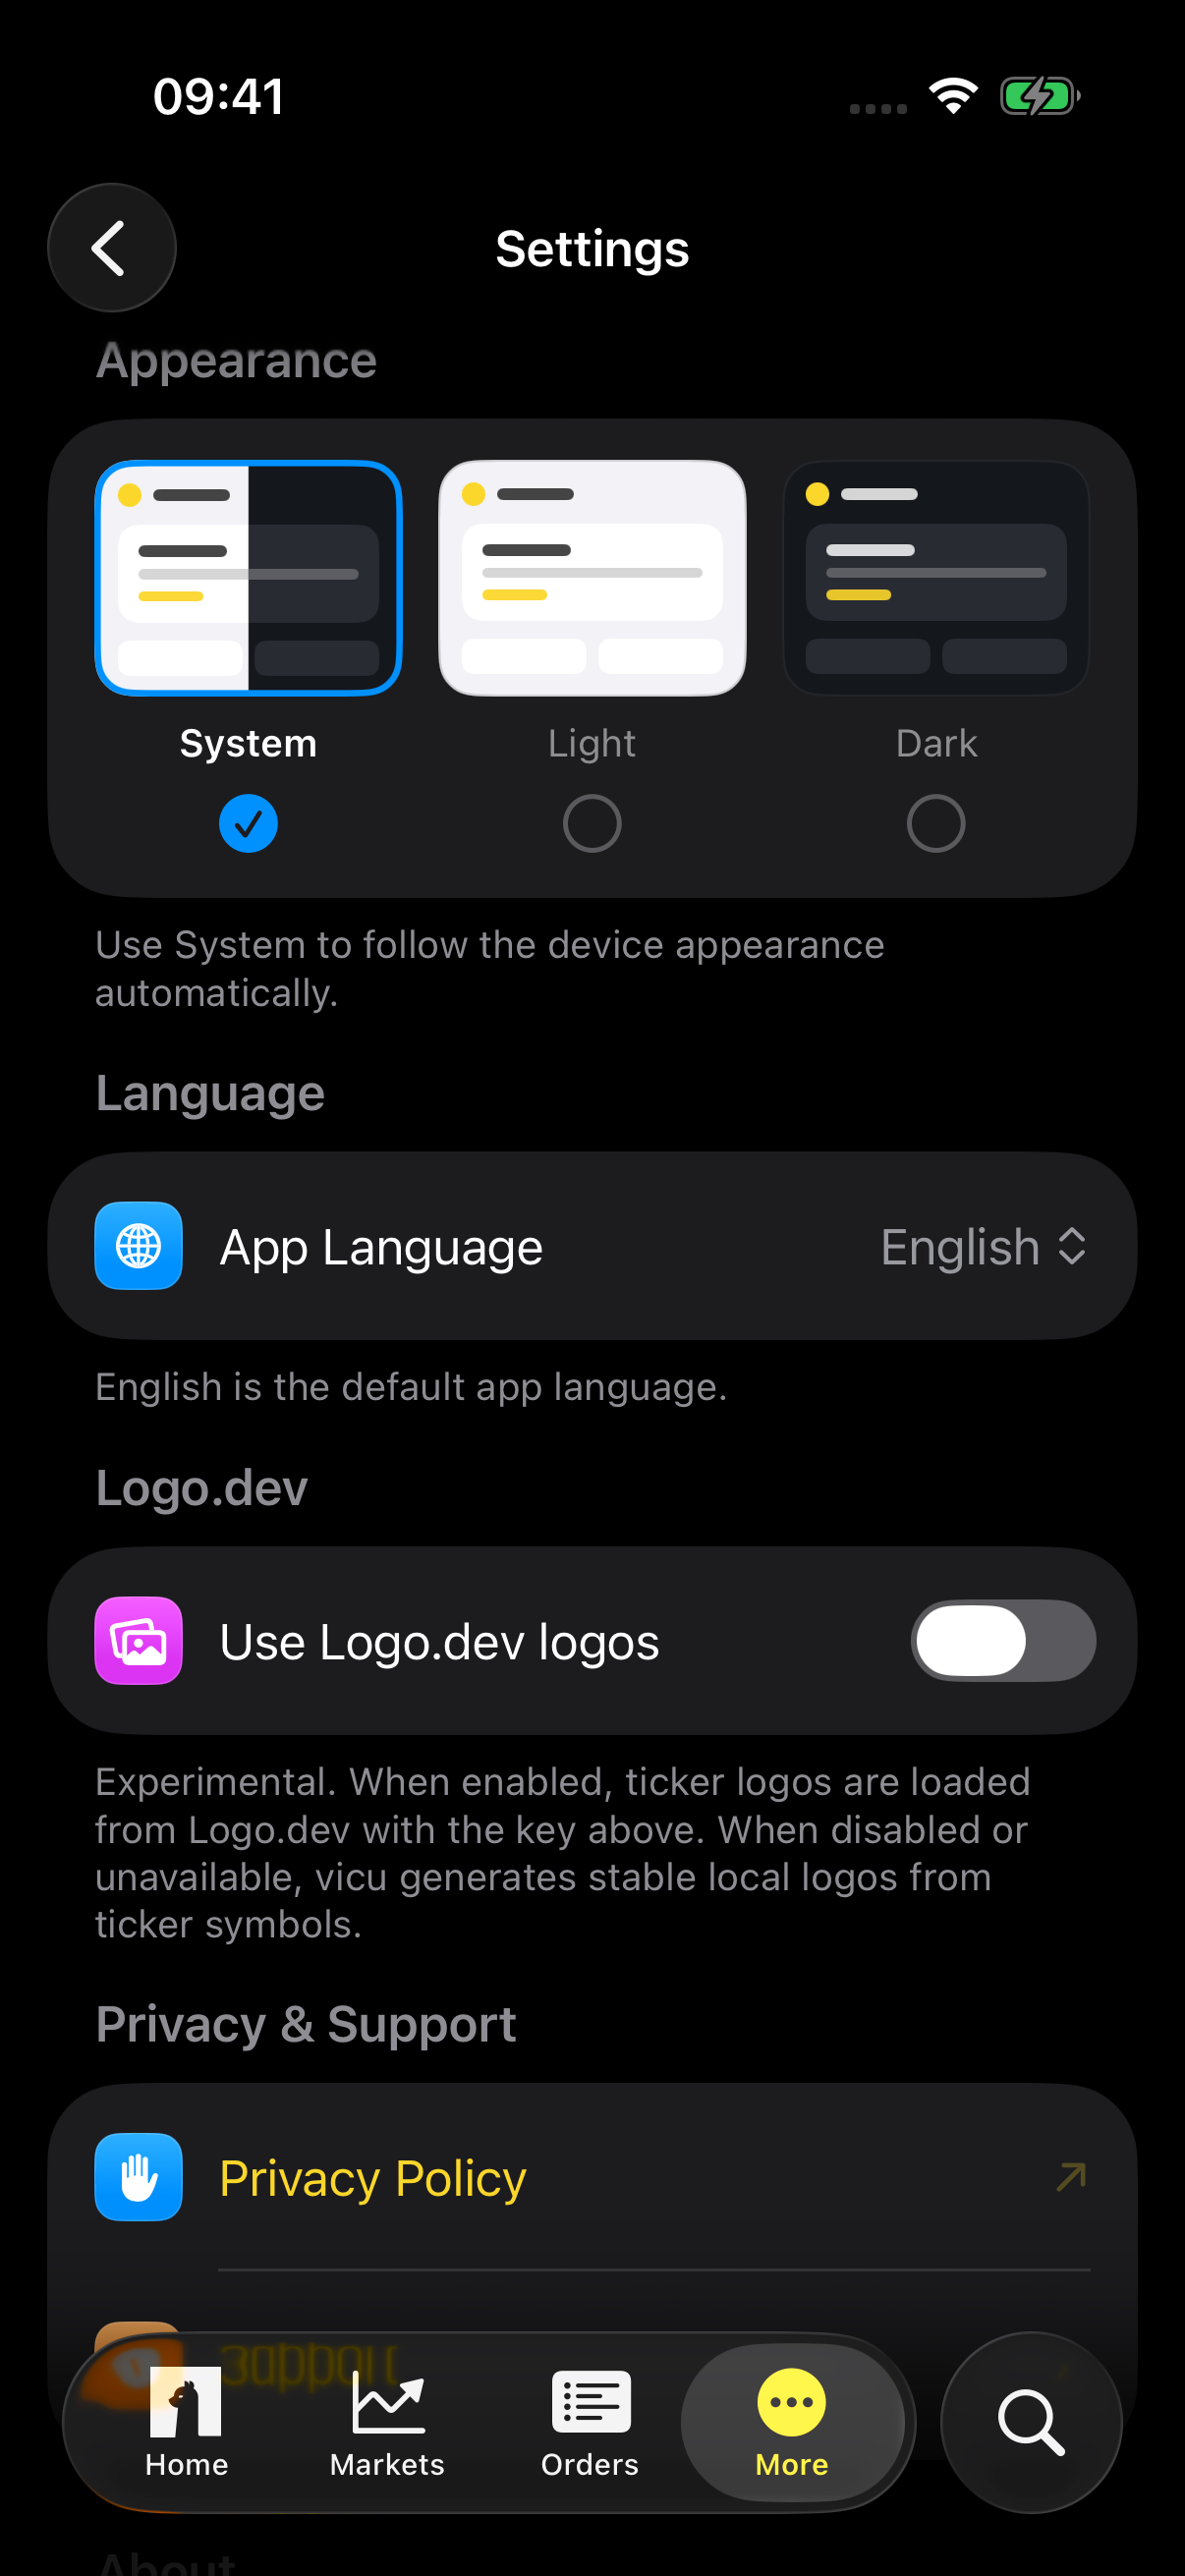 09:41
Settings
Appearance
System
Light
Dark
Use System to follow the device appearance
automatically.
Language
App Language
English
English is the default app language.
Logo.dev
Use Logo.dev logos
Experimental. When enabled, ticker logos are loaded
from Logo.dev with the key above. When disabled or
unavailable, vicu generates stable local logos from
ticker symbols.
Privacy & Support
Privacy Policy
Support
Home
Markets
Orders
More
About